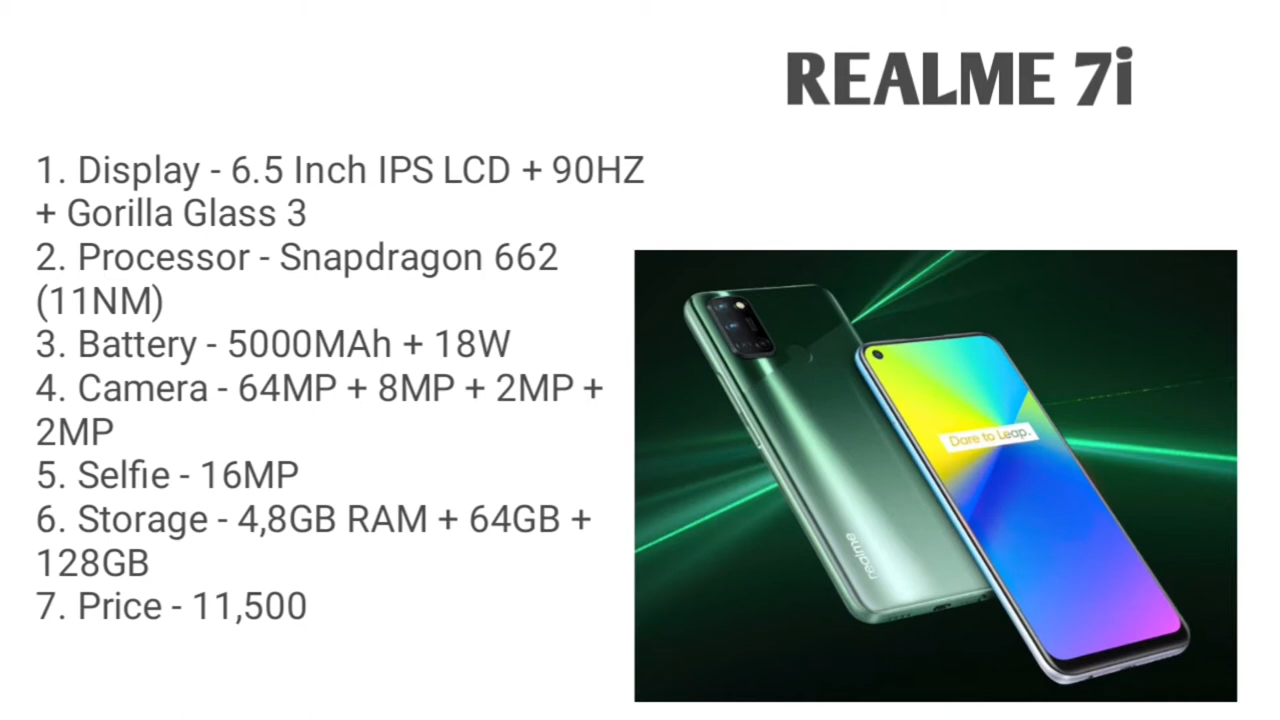 REALME 7i
1. Display - 6.5 Inch IPS LCD + 90HZ
+ Gorilla Glass 3
2. Processor - Snapdragon 662
(11NM)
3. Battery - 5000MAh + 18W
4. Camera - 64MP + 8MP + 2MP +
2MP
5. Selfie - 16MP
6. Storage - 4,8GB RAM + 64GB +
128GB
7. Price - 11,500
realme
Dare to Leap.